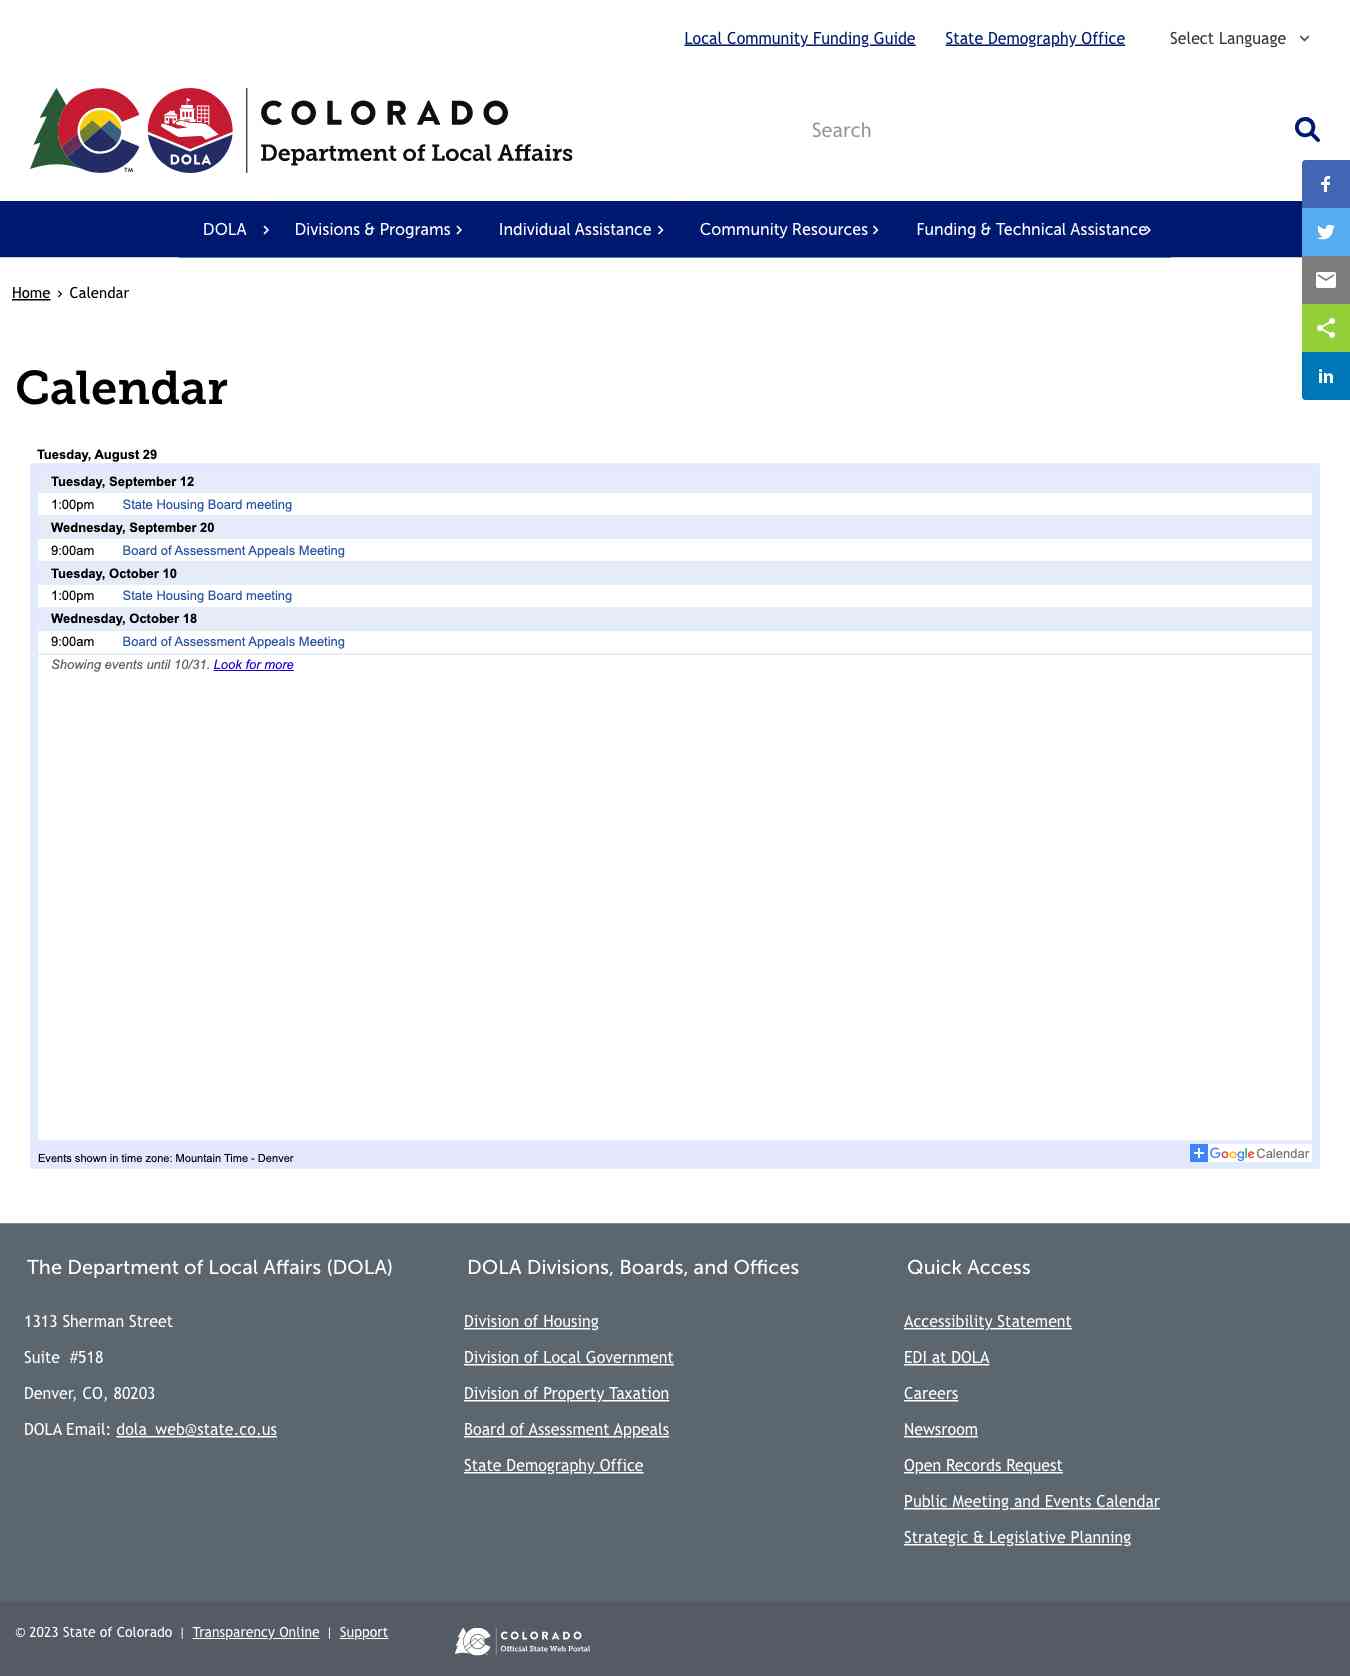 Local Community Funding Guide State Demography Office Select Language
COLORADO
Department of Local Affairs
DOLA
TM
Search
DOLA Divisions & Programs Individual Assistance Community Resources Funding & Technical Assistance
Home › Calendar
Calendar
Tuesday, August 29
Tuesday, September 12
1:00pm State Housing Board meeting
Wednesday, September 20
9:00am Board of Assessment Appeals Meeting
Tuesday, October 10
1:00pm State Housing Board meeting
Wednesday, October 18
9:00am Board of Assessment Appeals Meeting
Showing events until 10/31. Look for more
Events shown in time zone: Mountain Time - Denver
Google Calendar
The Department of Local Affairs (DOLA)
1313 Sherman Street
Suite #518
Denver, CO, 80203
DOLA Email: dola_web@state.co.us
DOLA Divisions, Boards, and Offices
Division of Housing
Division of Local Government
Division of Property Taxation
Board of Assessment Appeals
State Demography Office
Quick Access
Accessibility Statement
EDI at DOLA
Careers
Newsroom
Open Records Request
Public Meeting and Events Calendar
Strategic & Legislative Planning
© 2023 State of Colorado | Transparency Online | Support
COLORADO
Official State Web Portal